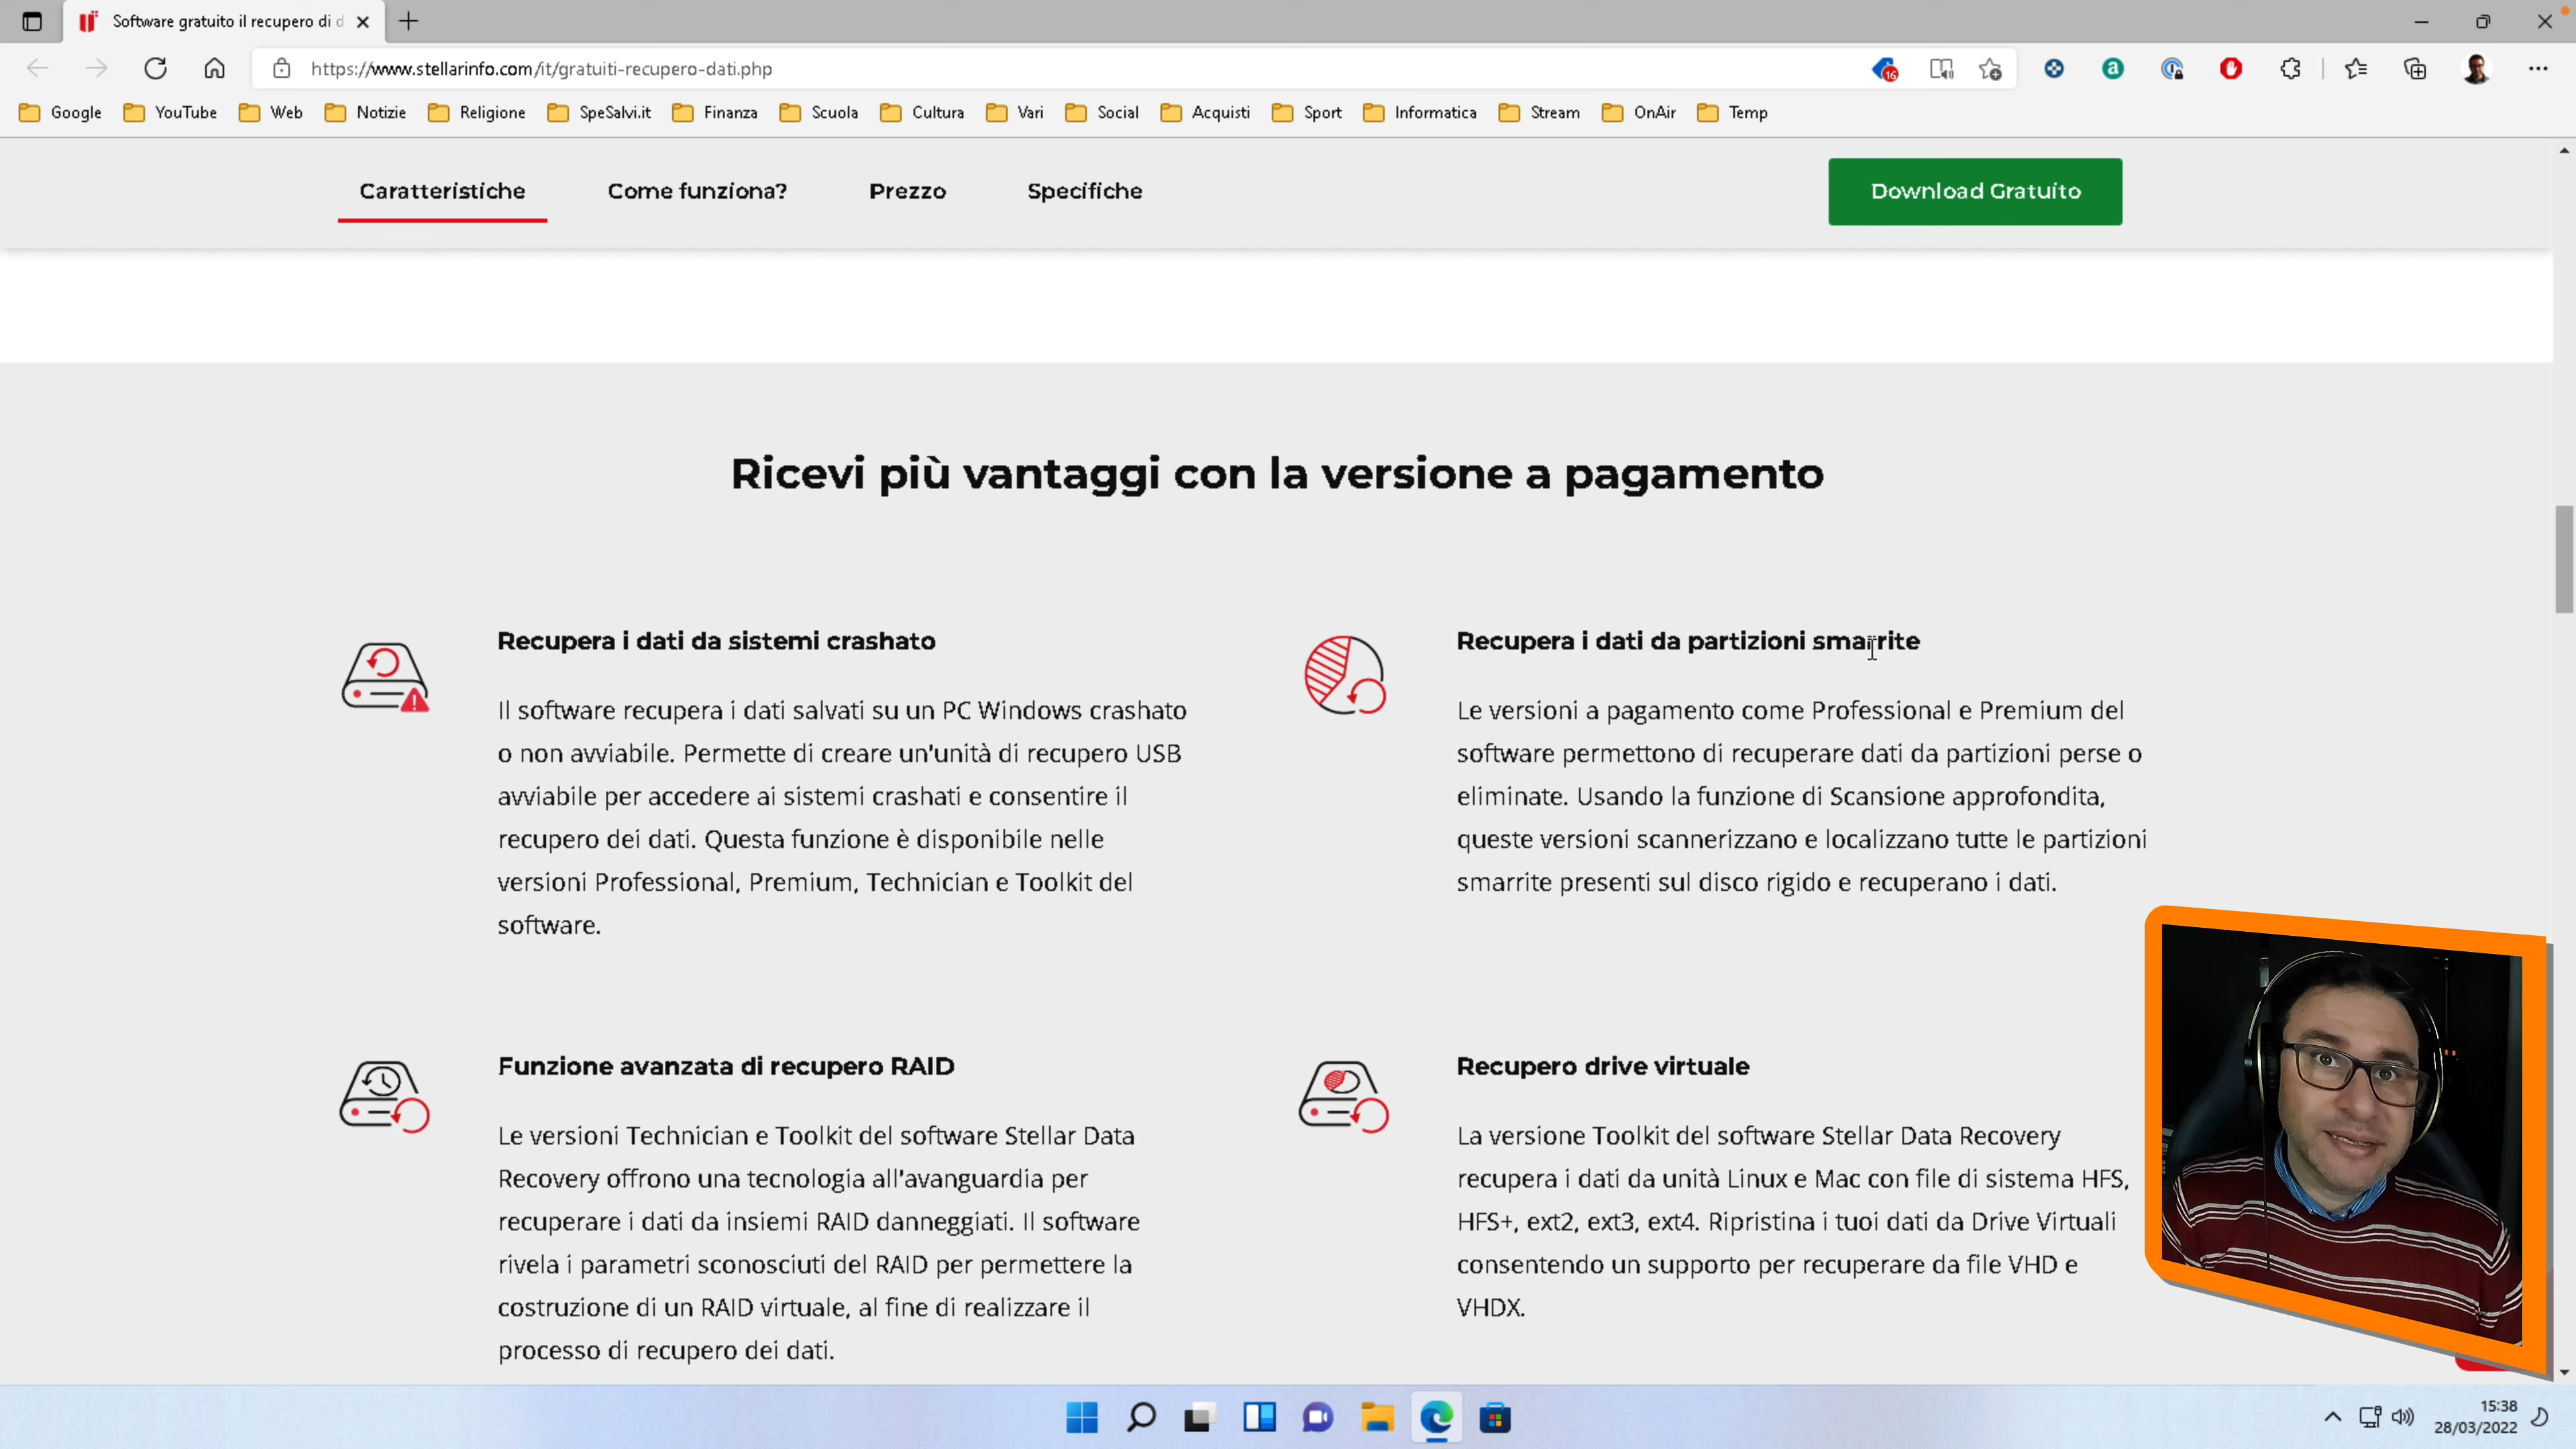 Software gratuito il recupero di d
https://www.stellarinfo.com/it/gratuiti-recupero-dati.php
16
a
Google YouTube Web Notizie Religione SpeSalvi.it Finanza Scuola Cultura Vari Social Acquisti Sport Informatica Stream OnAir Temp
Caratteristiche Come funziona? Prezzo Specifiche Download Gratuito
Ricevi più vantaggi con la versione a pagamento
Recupera i dati da sistemi crashato
Il software recupera i dati salvati su un PC Windows crashato
o non avviabile. Permette di creare un'unità di recupero USB
avviabile per accedere ai sistemi crashati e consentire il
recupero dei dati. Questa funzione è disponibile nelle
versioni Professional, Premium, Technician e Toolkit del
software.
Recupera i dati da partizioni smarrite
Le versioni a pagamento come Professional e Premium del
software permettono di recuperare dati da partizioni perse o
eliminate. Usando la funzione di Scansione approfondita,
queste versioni scannerizzano e localizzano tutte le partizioni
smarrite presenti sul disco rigido e recuperano i dati.
Funzione avanzata di recupero RAID
Le versioni Technician e Toolkit del software Stellar Data
Recovery offrono una tecnologia all'avanguardia per
recuperare i dati da insiemi RAID danneggiati. Il software
rivela i parametri sconosciuti del RAID per permettere la
costruzione di un RAID virtuale, al fine di realizzare il
processo di recupero dei dati.
Recupero drive virtuale
La versione Toolkit del software Stellar Data Recovery
recupera i dati da unità Linux e Mac con file di sistema HFS,
HFS+, ext2, ext3, ext4. Ripristina i tuoi dati da Drive Virtuali
consentendo un supporto per recuperare da file VHD e
VHDX.
15:38
28/03/2022